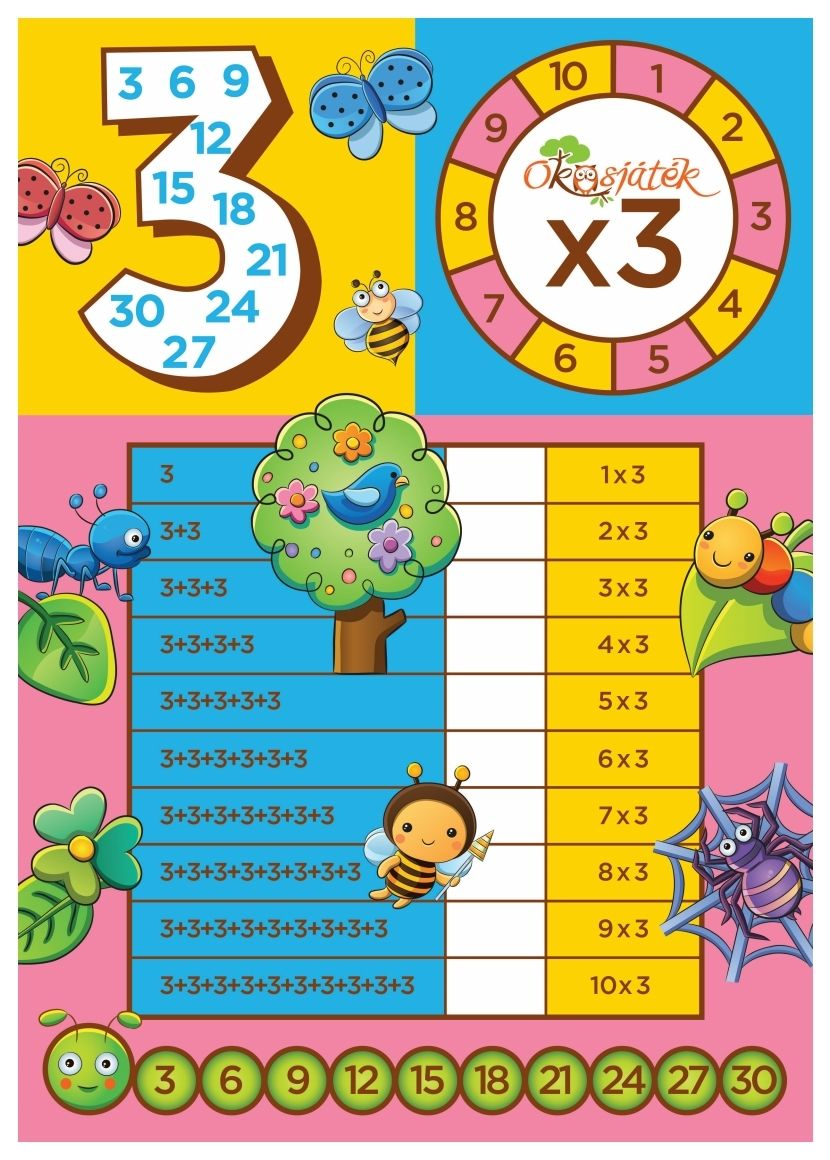 3 6 9
12
15
18
21
30 24
27
10 1
9 2
8 3
7 4
6 5
Okosjáték
x3
3 1x3
3+3 2x3
3+3+3 3x3
3+3+3+3 4x3
3+3+3+3+3 5x3
3+3+3+3+3+3 6x3
3+3+3+3+3+3+3 7x3
3+3+3+3+3+3+3+3 8x3
3+3+3+3+3+3+3+3+3 9x3
3+3+3+3+3+3+3+3+3+3 10x3
3 6 9 12 15 18 21 24 27 30